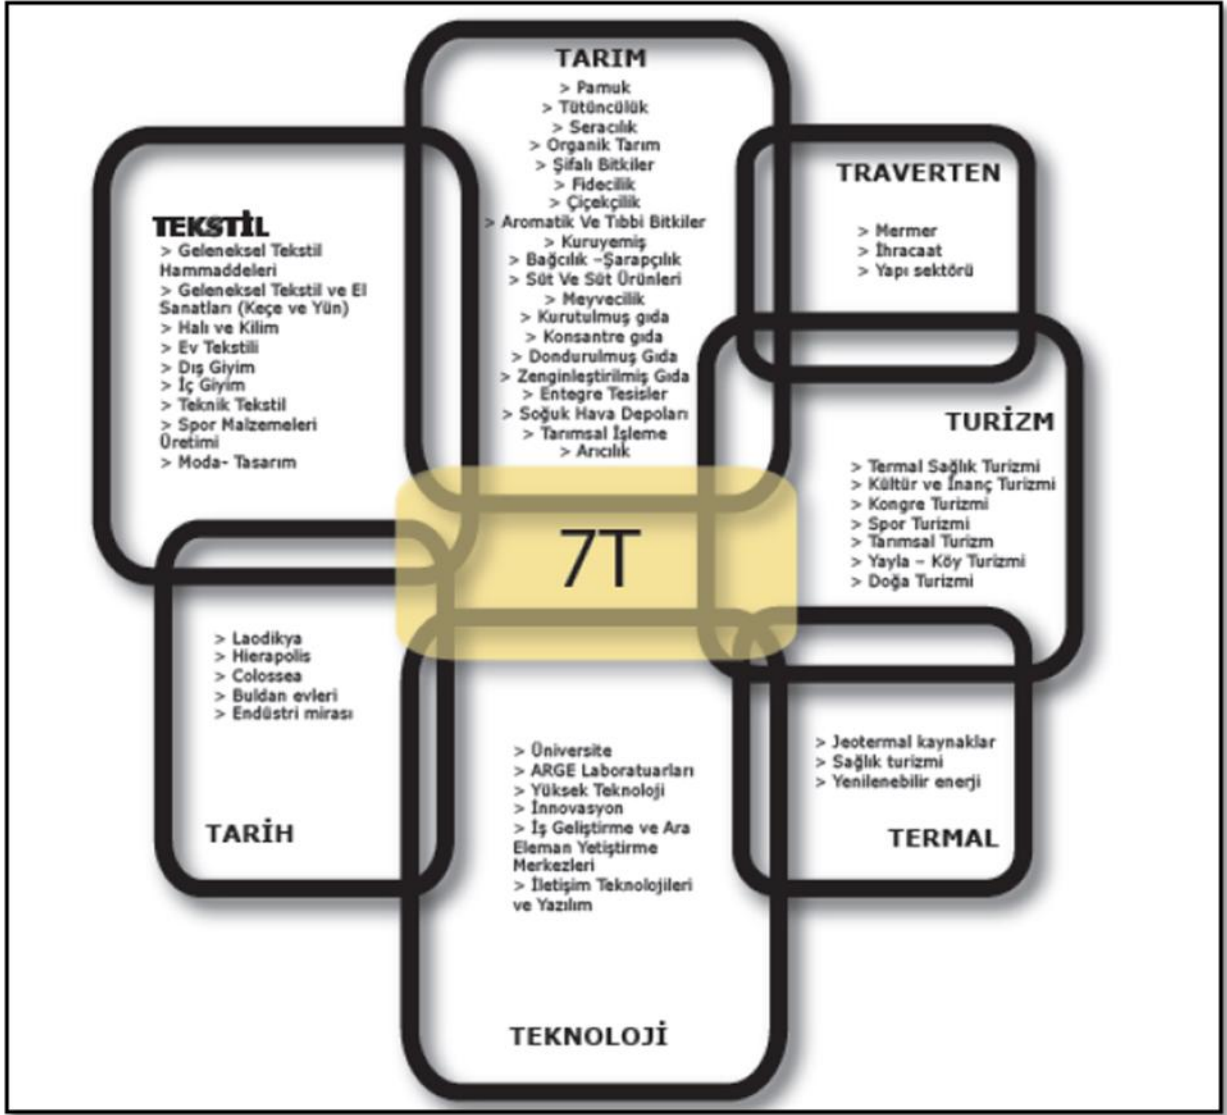 TARIM
> Pamuk
> Tütüncülük
> Seracılık
> Organik Tarım
> Şifalı Bitkiler
> Fidecilik
> Çiçekçilik
> Aromatik Ve Tıbbi Bitkiler
> Kuruyemiş
> Bağcılık –Şarapçılık
> Süt Ve Süt Ürünleri
> Meyvecilik
> Kurutulmuş gıda
> Konsantre gıda
> Dondurulmuş Gıda
> Zenginleştirilmiş Gıda
> Entegre Tesisler
> Soğuk Hava Depoları
> Tarımsal İşleme
> Arıcılık
TRAVERTEN
> Mermer
> İhracaat
> Yapı sektörü
TEKSTİL
> Geleneksel Tekstil
Hammaddeleri
> Geleneksel Tekstil ve El
Sanatları (Keçe ve Yün)
> Halı ve Kilim
> Ev Tekstili
> Dış Giyim
> İç Giyim
> Teknik Tekstil
> Spor Malzemeleri
Üretimi
> Moda- Tasarım
TURİZM
> Termal Sağlık Turizmi
> Kültür ve İnanç Turizmi
> Kongre Turizmi
> Spor Turizmi
> Tarımsal Turizm
> Yayla – Köy Turizmi
> Doğa Turizmi
7T
> Laodikya
> Hierapolis
> Colossea
> Buldan evleri
> Endüstri mirası
TARİH
> Üniversite
> ARGE Laboratuarları
> Yüksek Teknoloji
> İnnovasyon
> İş Geliştirme ve Ara
Eleman Yetiştirme
Merkezleri
> İletişim Teknolojileri
ve Yazılım
TEKNOLOJİ
> Jeotermal kaynaklar
> Sağlık turizmi
> Yenilenebilir enerji
TERMAL